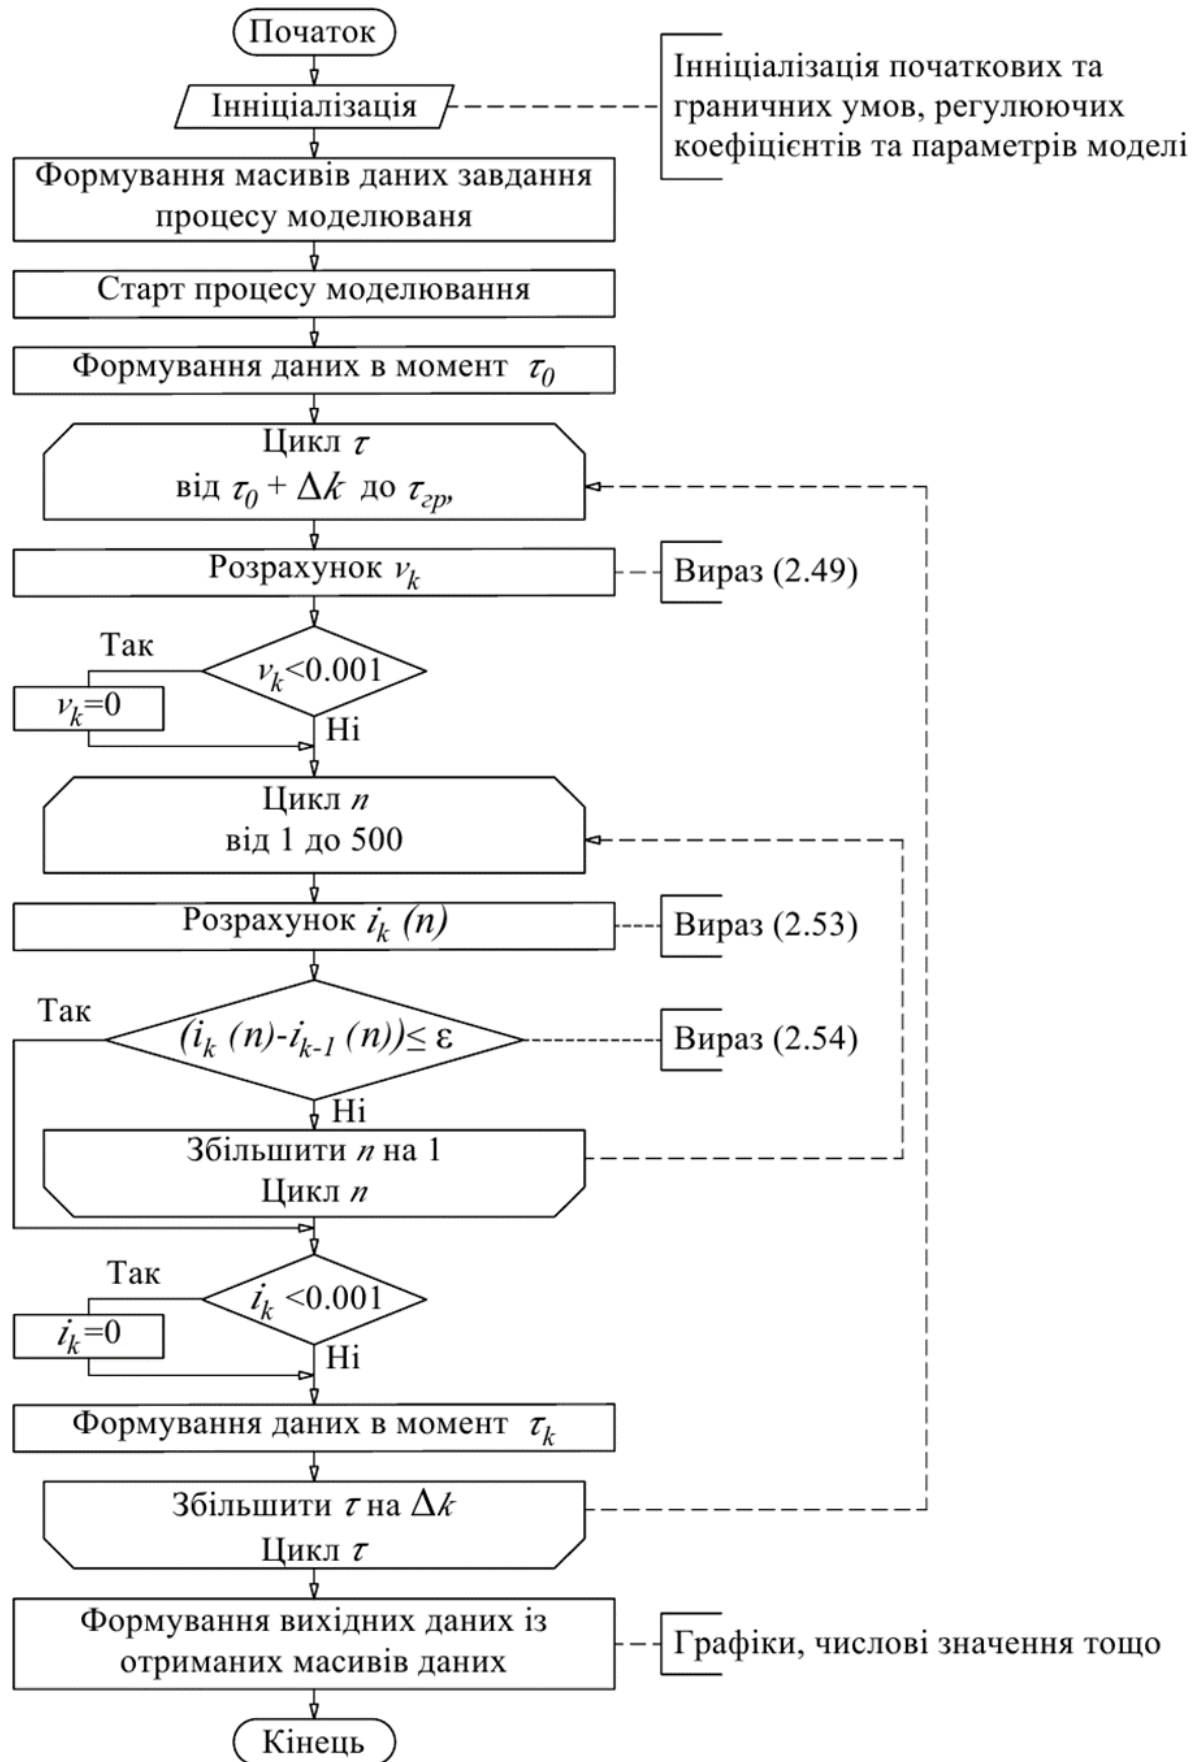 Початок
Інніціалізація
Інніціалізація початкових та
граничних умов, регулюючих
коефіцієнтів та параметрів моделі
Формування масивів даних завдання
процесу моделюваня
Старт процесу моделювання
Формування даних в момент τ₀
Цикл τ
від τ₀ + Δk до τгр,
Розрахунок νₖ
Вираз (2.49)
Так
νₖ<0.001
νₖ=0
Ні
Цикл n
від 1 до 500
Розрахунок iₖ (n)
Вираз (2.53)
Так
(iₖ (n)-iₖ₋₁ (n))≤ ε
Вираз (2.54)
Ні
Збільшити n на 1
Цикл n
Так
iₖ <0.001
iₖ=0
Ні
Формування даних в момент τₖ
Збільшити τ на Δk
Цикл τ
Формування вихідних даних із
отриманих масивів даних
Графіки, числові значення тощо
Кінець